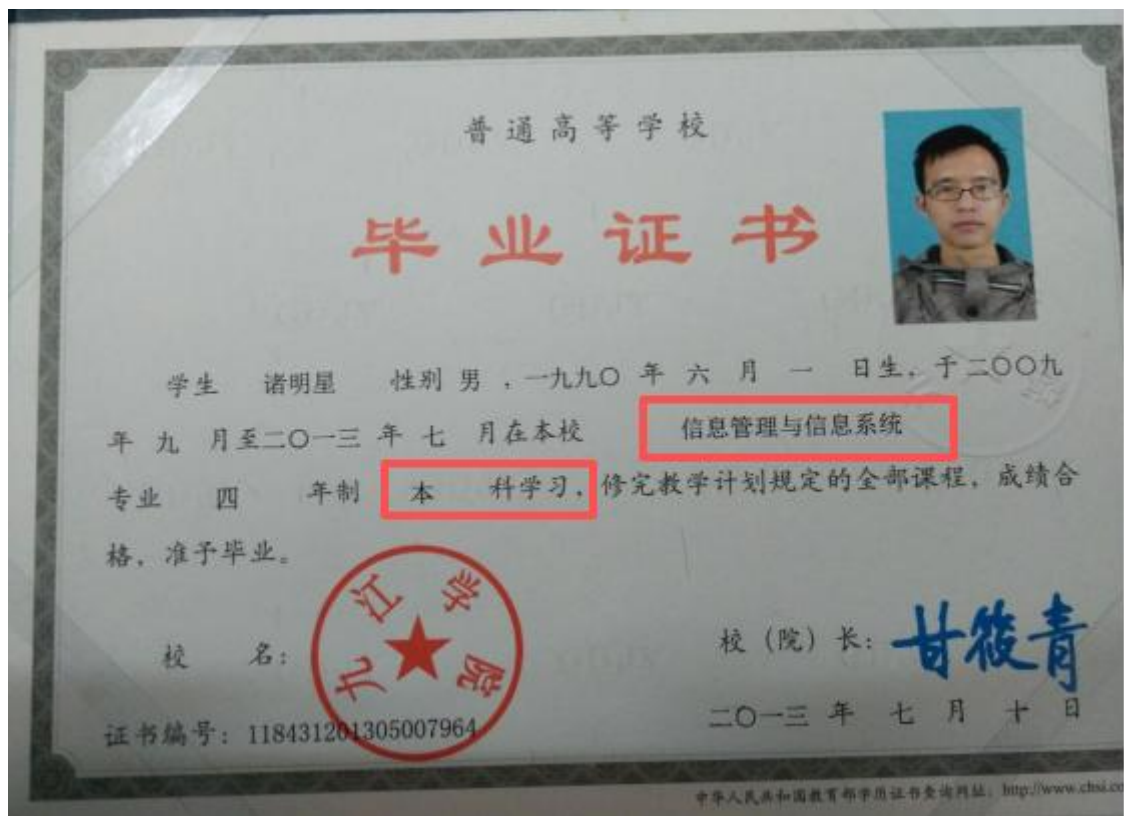 普通高等学校
毕业证书
学生 诸明星 性别 男 ，一九九〇 年 六 月 一 日生，于二〇〇九
年 九 月至二〇一三 年 七 月在本校 信息管理与信息系统
专业 四 年制 本 科学习，修完教学计划规定的全部课程，成绩合
格，准予毕业。
九江学院
校 名： 校（院）长：甘筱青
证书编号：118431201305007964 二〇一三 年 七 月 十 日
中华人民共和国教育部学历证书查询网址：http://www.chsi.co